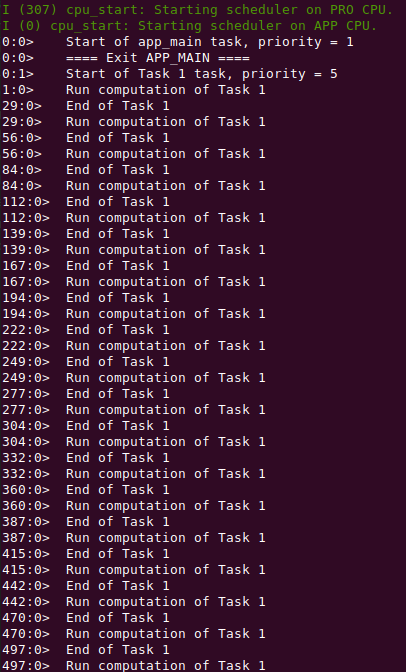 I (307) cpu_start: Starting scheduler on PRO CPU.
I (0) cpu_start: Starting scheduler on APP CPU.
0:0>    Start of app_main task, priority = 1
0:0>    ==== Exit APP_MAIN ====
0:1>    Start of Task 1 task, priority = 5
1:0>    Run computation of Task 1
29:0>   End of Task 1
29:0>   Run computation of Task 1
56:0>   End of Task 1
56:0>   Run computation of Task 1
84:0>   End of Task 1
84:0>   Run computation of Task 1
112:0>  End of Task 1
112:0>  Run computation of Task 1
139:0>  End of Task 1
139:0>  Run computation of Task 1
167:0>  End of Task 1
167:0>  Run computation of Task 1
194:0>  End of Task 1
194:0>  Run computation of Task 1
222:0>  End of Task 1
222:0>  Run computation of Task 1
249:0>  End of Task 1
249:0>  Run computation of Task 1
277:0>  End of Task 1
277:0>  Run computation of Task 1
304:0>  End of Task 1
304:0>  Run computation of Task 1
332:0>  End of Task 1
332:0>  Run computation of Task 1
360:0>  End of Task 1
360:0>  Run computation of Task 1
387:0>  End of Task 1
387:0>  Run computation of Task 1
415:0>  End of Task 1
415:0>  Run computation of Task 1
442:0>  End of Task 1
442:0>  Run computation of Task 1
470:0>  End of Task 1
470:0>  Run computation of Task 1
497:0>  End of Task 1
497:0>  Run computation of Task 1